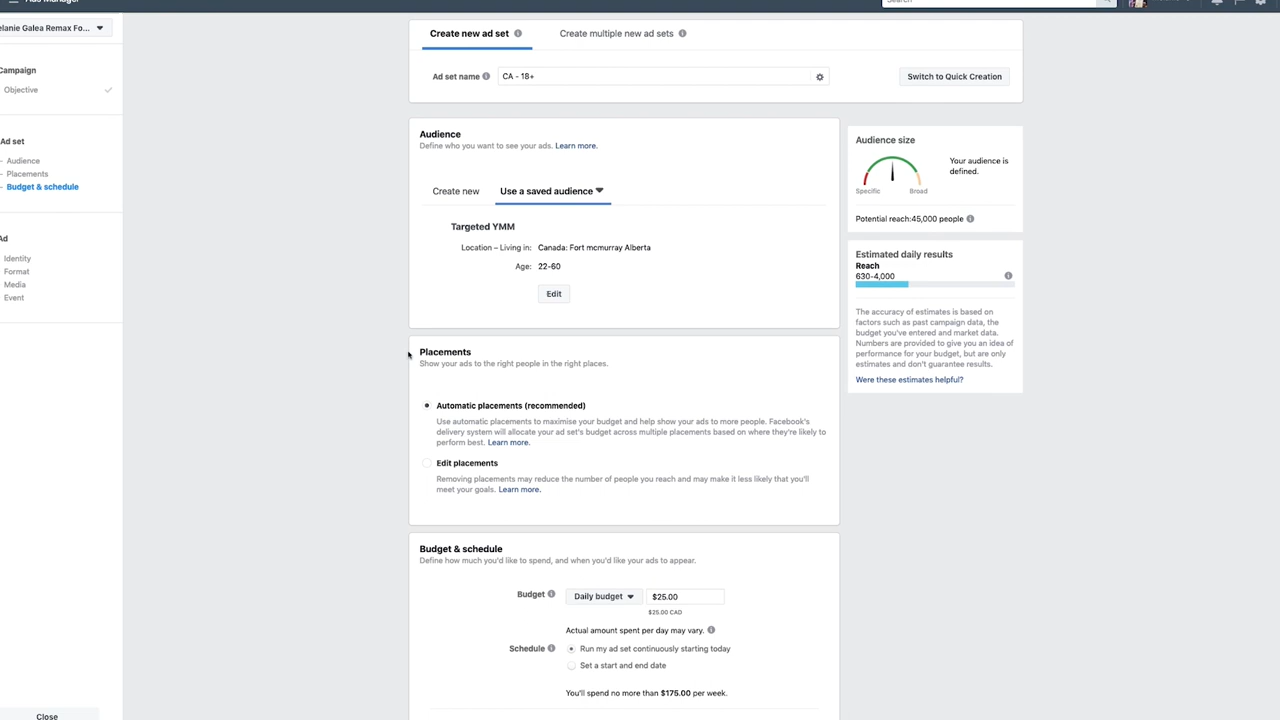 Ads Manager
Search
elanie Galea Remax Fo...
Campaign
Objective
Ad set
Audience
Placements
Budget & schedule
Ad
Identity
Format
Media
Event
Close
Create new ad set
Create multiple new ad sets
Ad set name
CA - 18+
Switch to Quick Creation
Audience
Define who you want to see your ads. Learn more.
Create new
Use a saved audience
Targeted YMM
Location – Living in: Canada: Fort mcmurray Alberta
Age: 22-60
Edit
Placements
Show your ads to the right people in the right places.
Automatic placements (recommended)
Use automatic placements to maximise your budget and help show your ads to more people. Facebook's
delivery system will allocate your ad set's budget across multiple placements based on where they're likely to
perform best. Learn more.
Edit placements
Removing placements may reduce the number of people you reach and may make it less likely that you'll
meet your goals. Learn more.
Budget & schedule
Define how much you'd like to spend, and when you'd like your ads to appear.
Budget
Daily budget
$25.00
$25.00 CAD
Actual amount spent per day may vary.
Schedule
Run my ad set continuously starting today
Set a start and end date
You'll spend no more than $175.00 per week.
Audience size
Your audience is
defined.
Specific
Broad
Potential reach:45,000 people
Estimated daily results
Reach
630-4,000
The accuracy of estimates is based on
factors such as past campaign data, the
budget you've entered and market data.
Numbers are provided to give you an idea of
performance for your budget, but are only
estimates and don't guarantee results.
Were these estimates helpful?